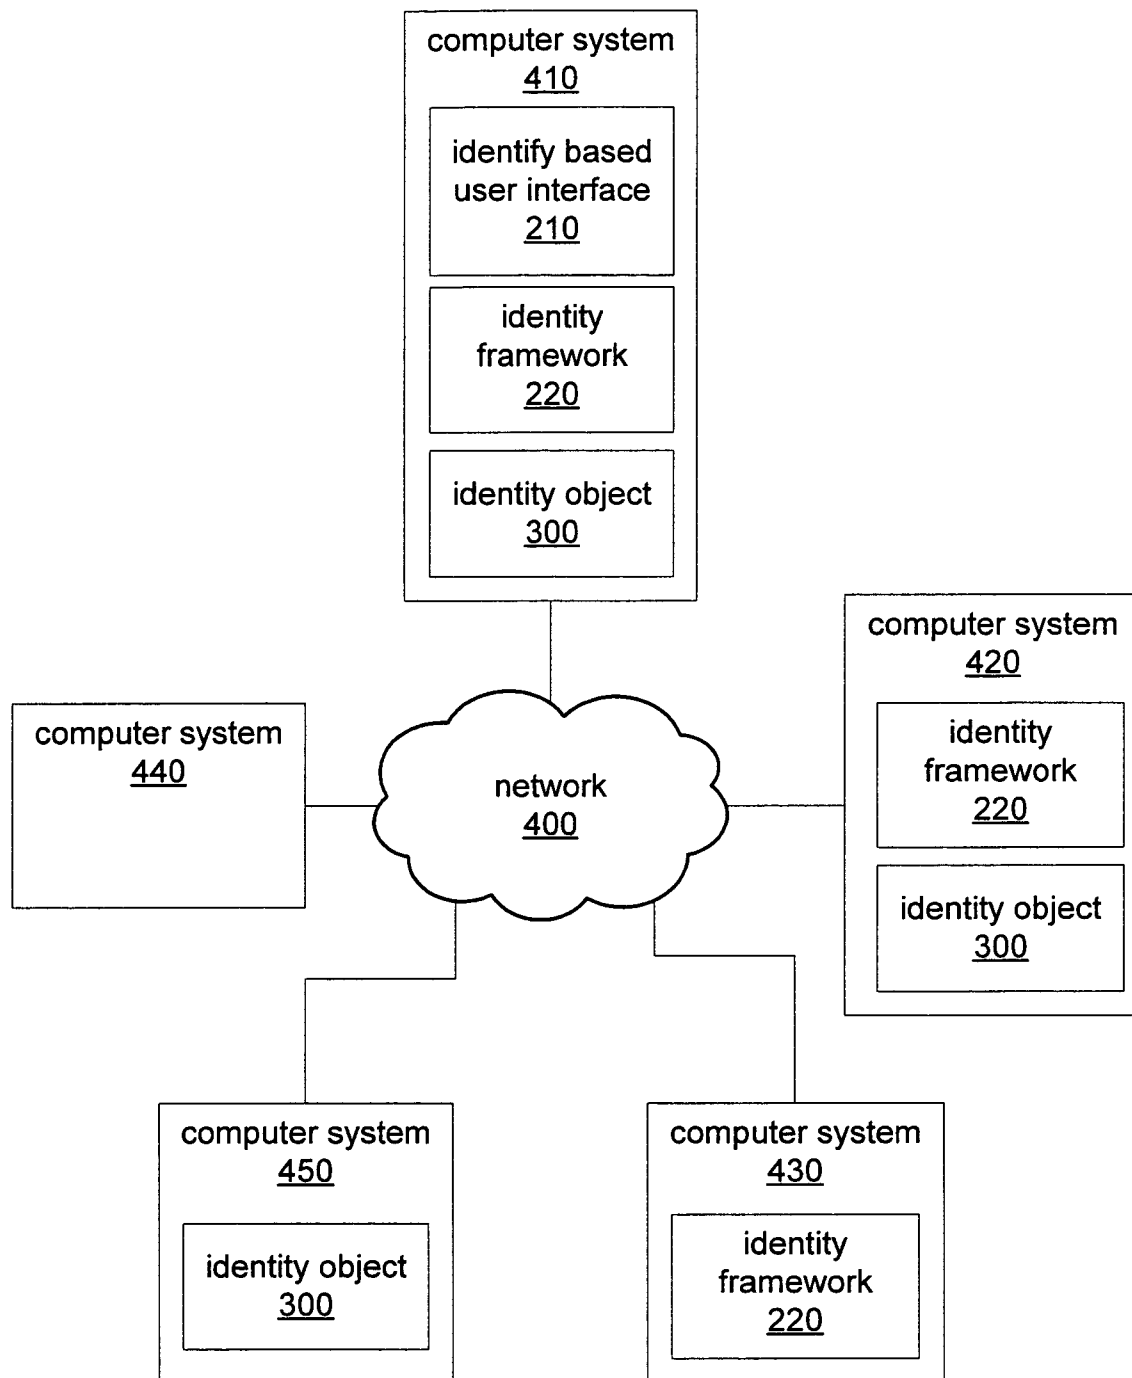 computer system
410
identify based
user interface
210
identity
framework
220
identity object
300
computer system
420
identity
framework
220
identity object
300
computer system
440
network
400
computer system
450
identity object
300
computer system
430
identity
framework
220